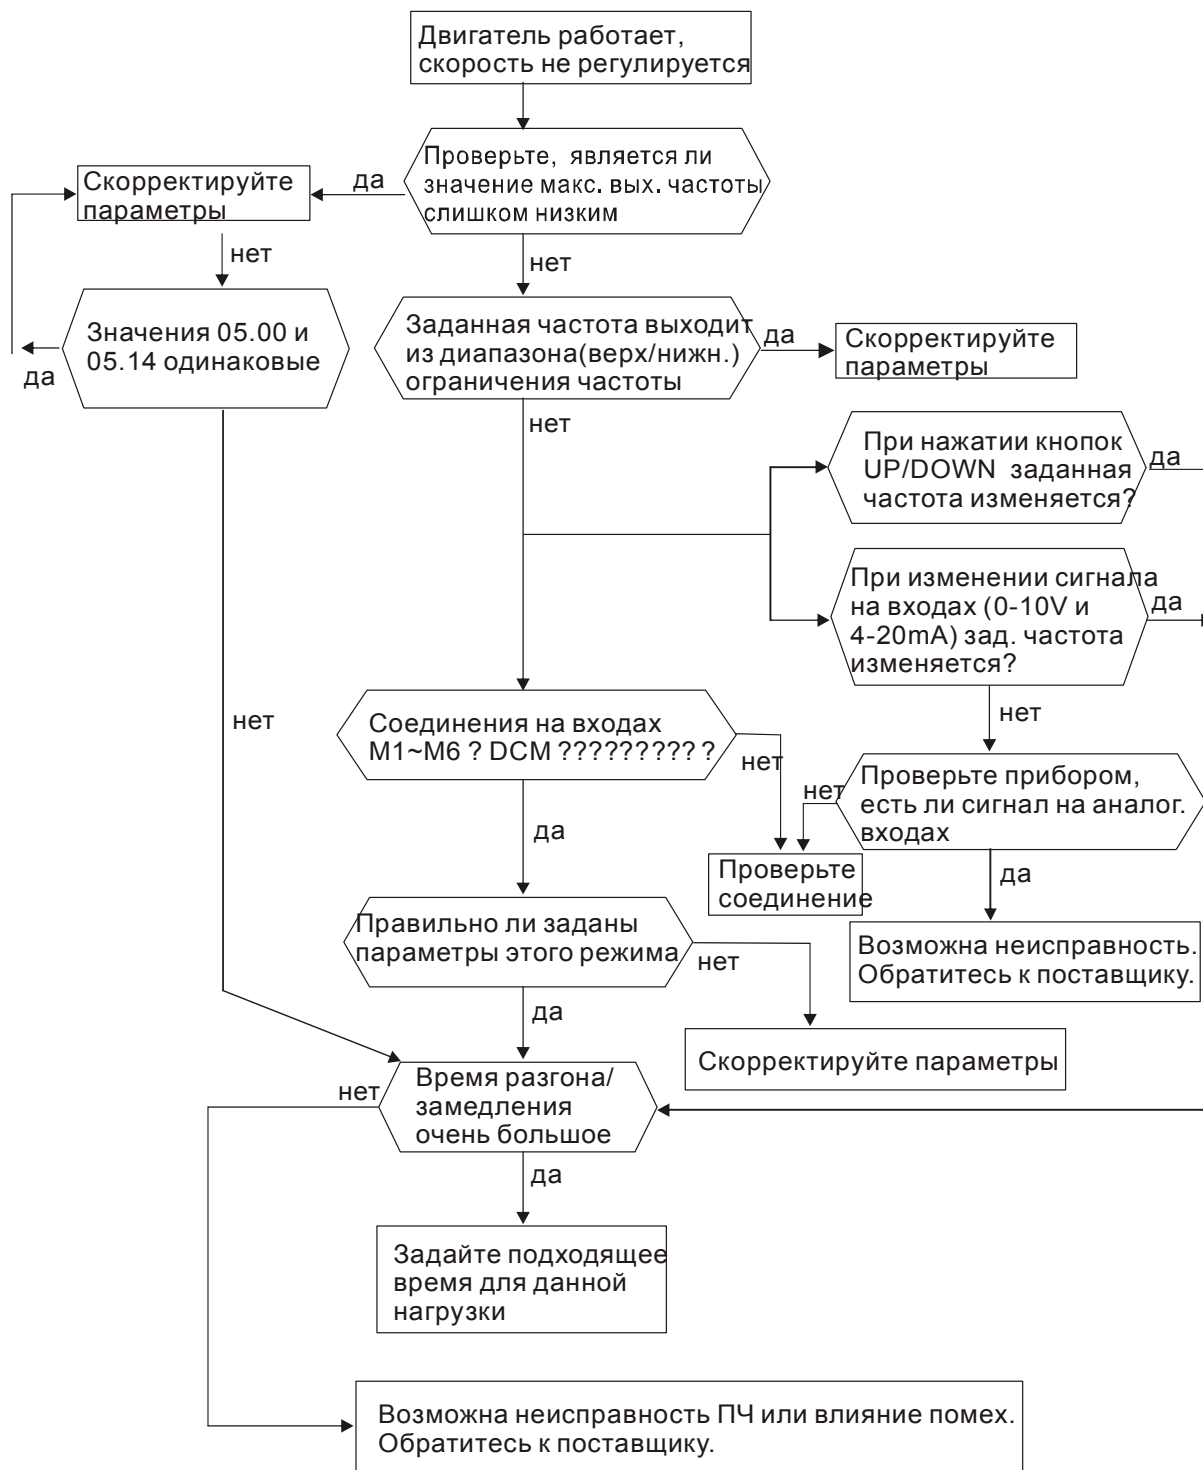 Двигатель работает,
скорость не регулируется
Проверьте, является ли
значение макс. вых. частоты
слишком низким
да
Скорректируйте
параметры
нет
нет
Значения 05.00 и
05.14 одинаковые
да
Заданная частота выходит
из диапазона(верх/нижн.)
ограничения частоты
да
Скорректируйте
параметры
нет
При нажатии кнопок
UP/DOWN заданная
частота изменяется?
да
При изменении сигнала
на входах (0-10V и
4-20mA) зад. частота
изменяется?
да
нет
нет
Соединения на входах
M1~M6 ? DCM ????????? ?
нет
Проверьте прибором,
есть ли сигнал на аналог.
входах
нет
да
да
Проверьте
соединение
Правильно ли заданы
параметры этого режима
нет
Возможна неисправность.
Обратитесь к поставщику.
да
Скорректируйте параметры
Время разгона/
замедления
очень большое
нет
да
Задайте подходящее
время для данной
нагрузки
Возможна неисправность ПЧ или влияние помех.
Обратитесь к поставщику.